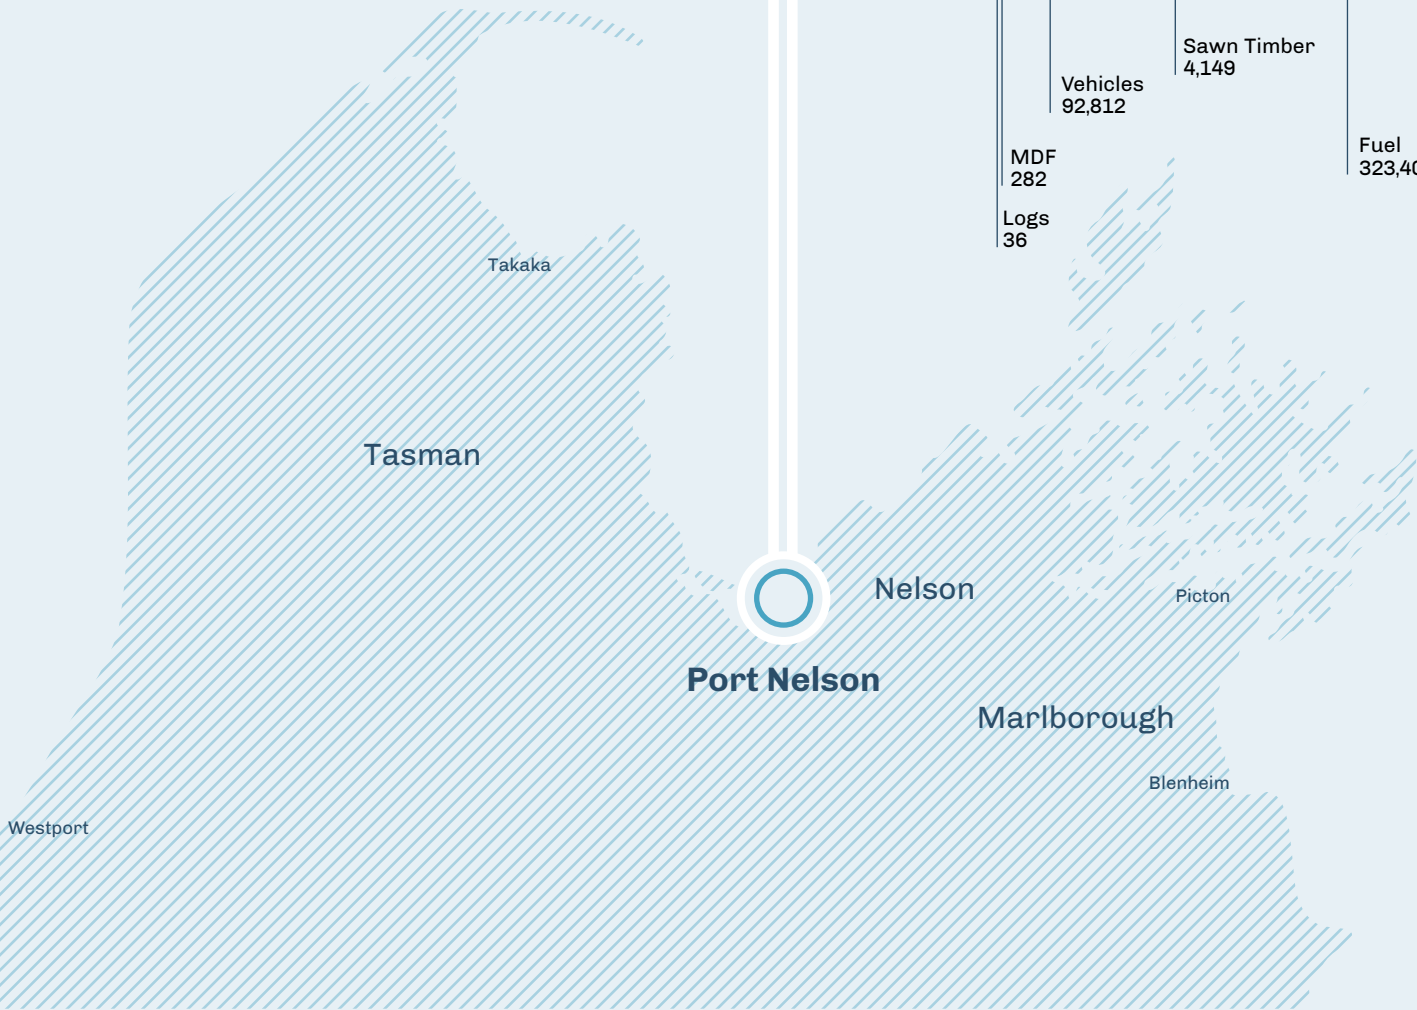 Sawn Timber
4,149
Vehicles
92,812
Fuel
MDF
282
Logs
36
Takaka
Tasman
Nelson
Picton
Port Nelson
Marlborough
Blenheim
Westport